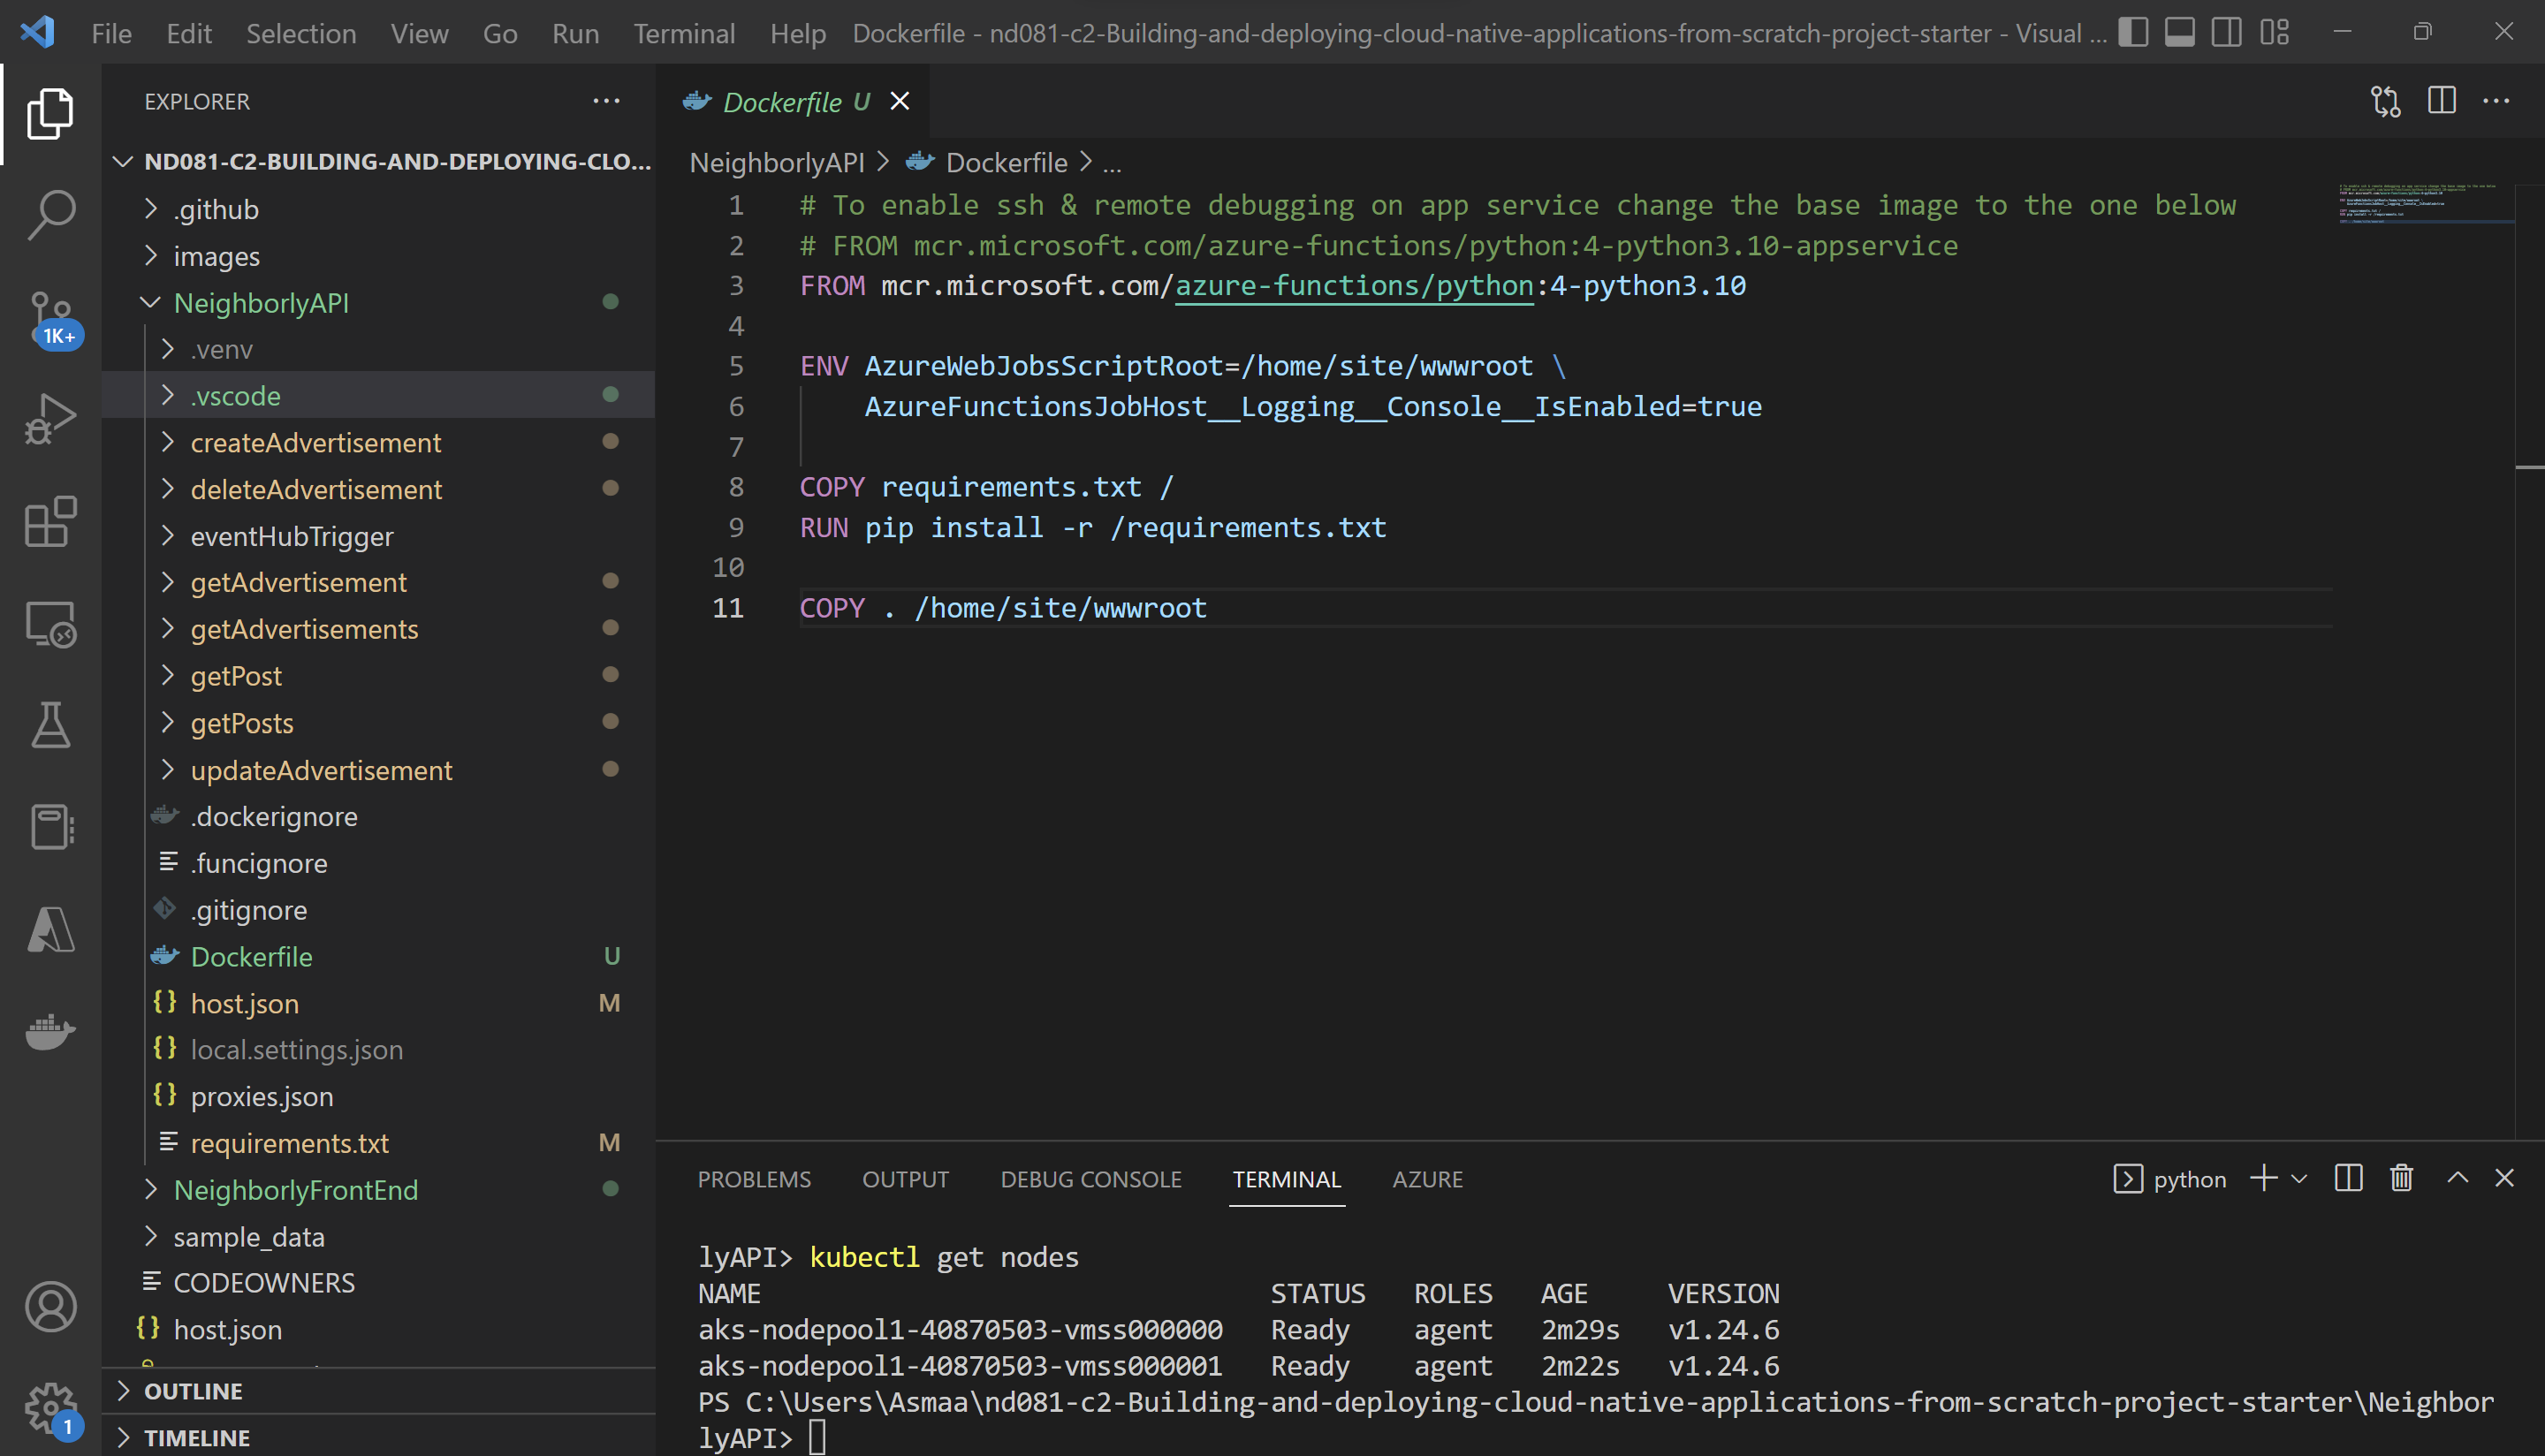 File Edit Selection View Go Run Terminal Help Dockerfile - nd081-c2-Building-and-deploying-cloud-native-applications-from-scratch-project-starter - Visual ...
EXPLORER
ND081-C2-BUILDING-AND-DEPLOYING-CLO...
.github
images
NeighborlyAPI
.venv
.vscode
createAdvertisement
deleteAdvertisement
eventHubTrigger
getAdvertisement
getAdvertisements
getPost
getPosts
updateAdvertisement
.dockerignore
.funcignore
.gitignore
Dockerfile U
host.json M
local.settings.json
proxies.json
requirements.txt M
NeighborlyFrontEnd
sample_data
CODEOWNERS
host.json
OUTLINE
TIMELINE
1K+
1
Dockerfile U
NeighborlyAPI > Dockerfile > ...
1 # To enable ssh & remote debugging on app service change the base image to the one below
2 # FROM mcr.microsoft.com/azure-functions/python:4-python3.10-appservice
3 FROM mcr.microsoft.com/azure-functions/python:4-python3.10
4
5 ENV AzureWebJobsScriptRoot=/home/site/wwwroot \
6 AzureFunctionsJobHost__Logging__Console__IsEnabled=true
7
8 COPY requirements.txt /
9 RUN pip install -r /requirements.txt
10
11 COPY . /home/site/wwwroot
PROBLEMS OUTPUT DEBUG CONSOLE TERMINAL AZURE python
lyAPI> kubectl get nodes
NAME STATUS ROLES AGE VERSION
aks-nodepool1-40870503-vmss000000 Ready agent 2m29s v1.24.6
aks-nodepool1-40870503-vmss000001 Ready agent 2m22s v1.24.6
PS C:\Users\Asmaa\nd081-c2-Building-and-deploying-cloud-native-applications-from-scratch-project-starter\Neighbor
lyAPI>